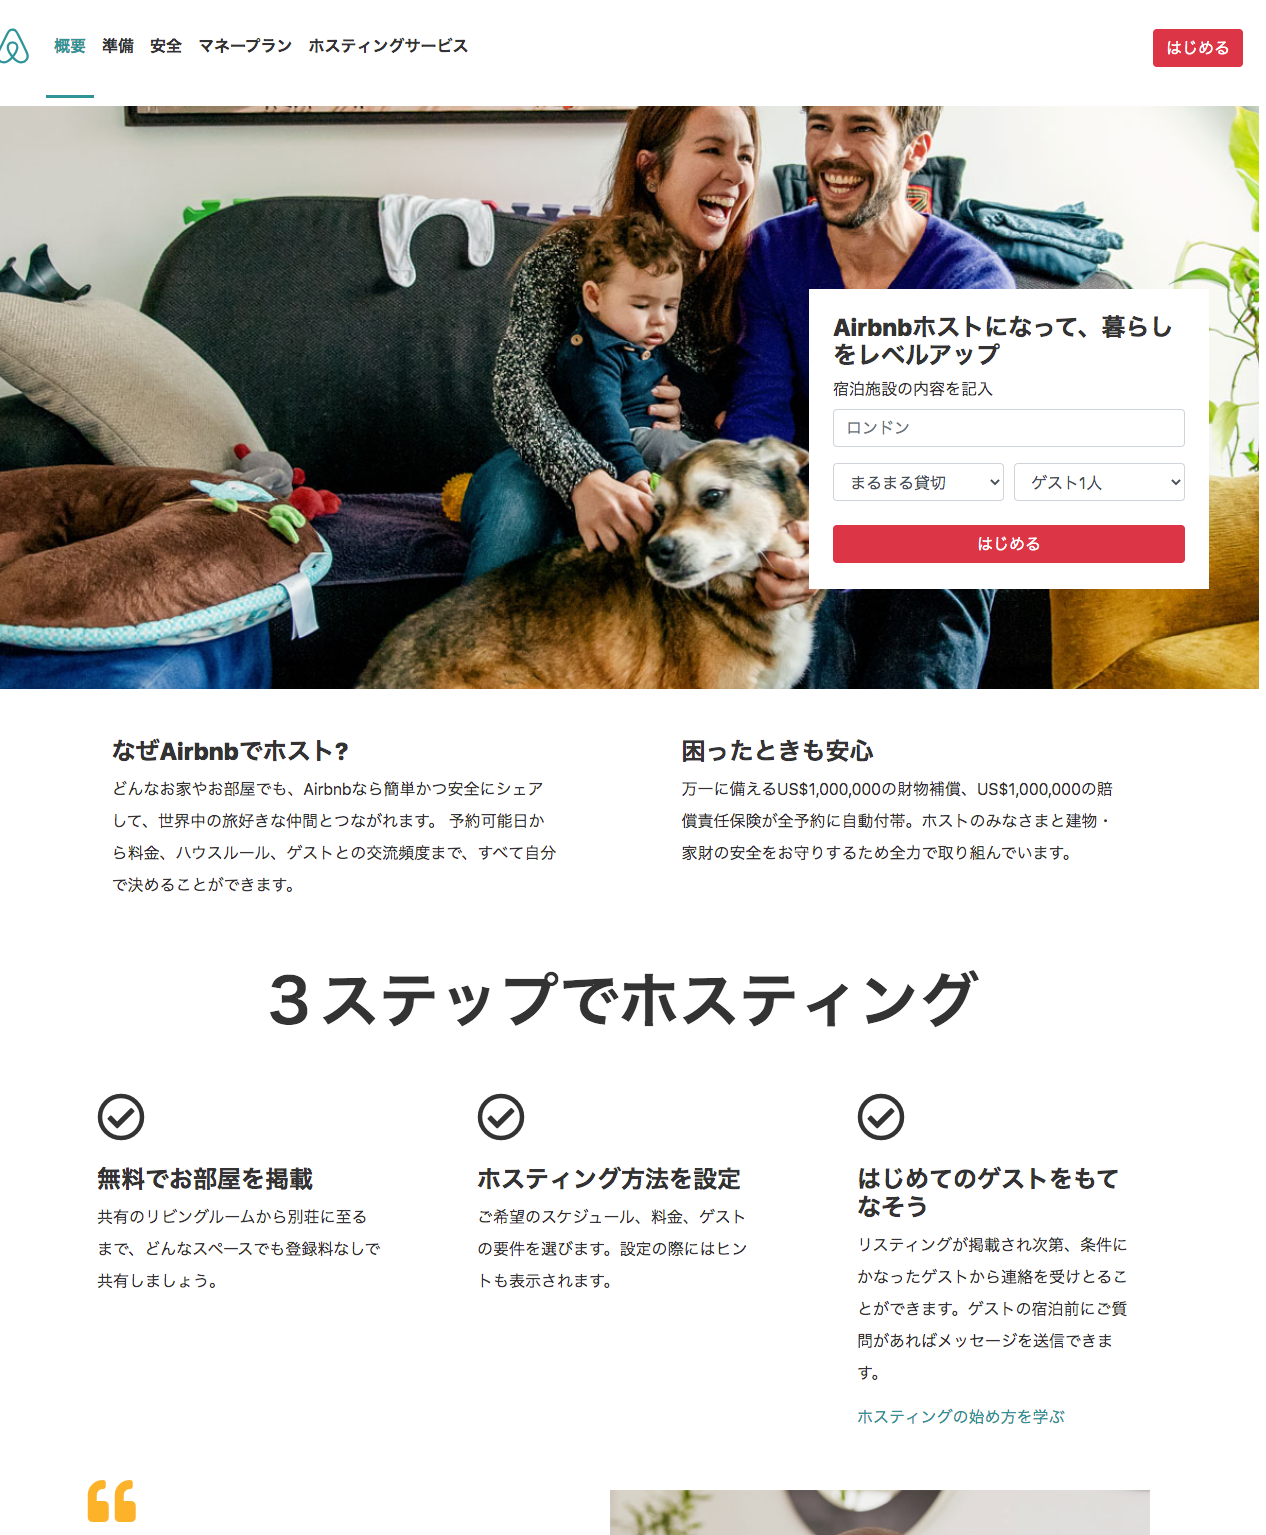 概要 準備 安全 マネープラン ホスティングサービス はじめる
Airbnbホストになって、暮らし
をレベルアップ
宿泊施設の内容を記入
ロンドン
まるまる貸切 ゲスト1人
はじめる
なぜAirbnbでホスト?
どんなお家やお部屋でも、Airbnbなら簡単かつ安全にシェア
して、世界中の旅好きな仲間とつながれます。 予約可能日か
ら料金、ハウスルール、ゲストとの交流頻度まで、すべて自分
で決めることができます。
困ったときも安心
万一に備えるUS$1,000,000の財物補償、US$1,000,000の賠
償責任保険が全予約に自動付帯。ホストのみなさまと建物・
家財の安全をお守りするため全力で取り組んでいます。
3ステップでホスティング
無料でお部屋を掲載
共有のリビングルームから別荘に至る
まで、どんなスペースでも登録料なしで
共有しましょう。
ホスティング方法を設定
ご希望のスケジュール、料金、ゲスト
の要件を選びます。設定の際にはヒン
トも表示されます。
はじめてのゲストをもて
なそう
リスティングが掲載され次第、条件に
かなったゲストから連絡を受けとるこ
とができます。ゲストの宿泊前にご質
問があればメッセージを送信できま
す。
ホスティングの始め方を学ぶ